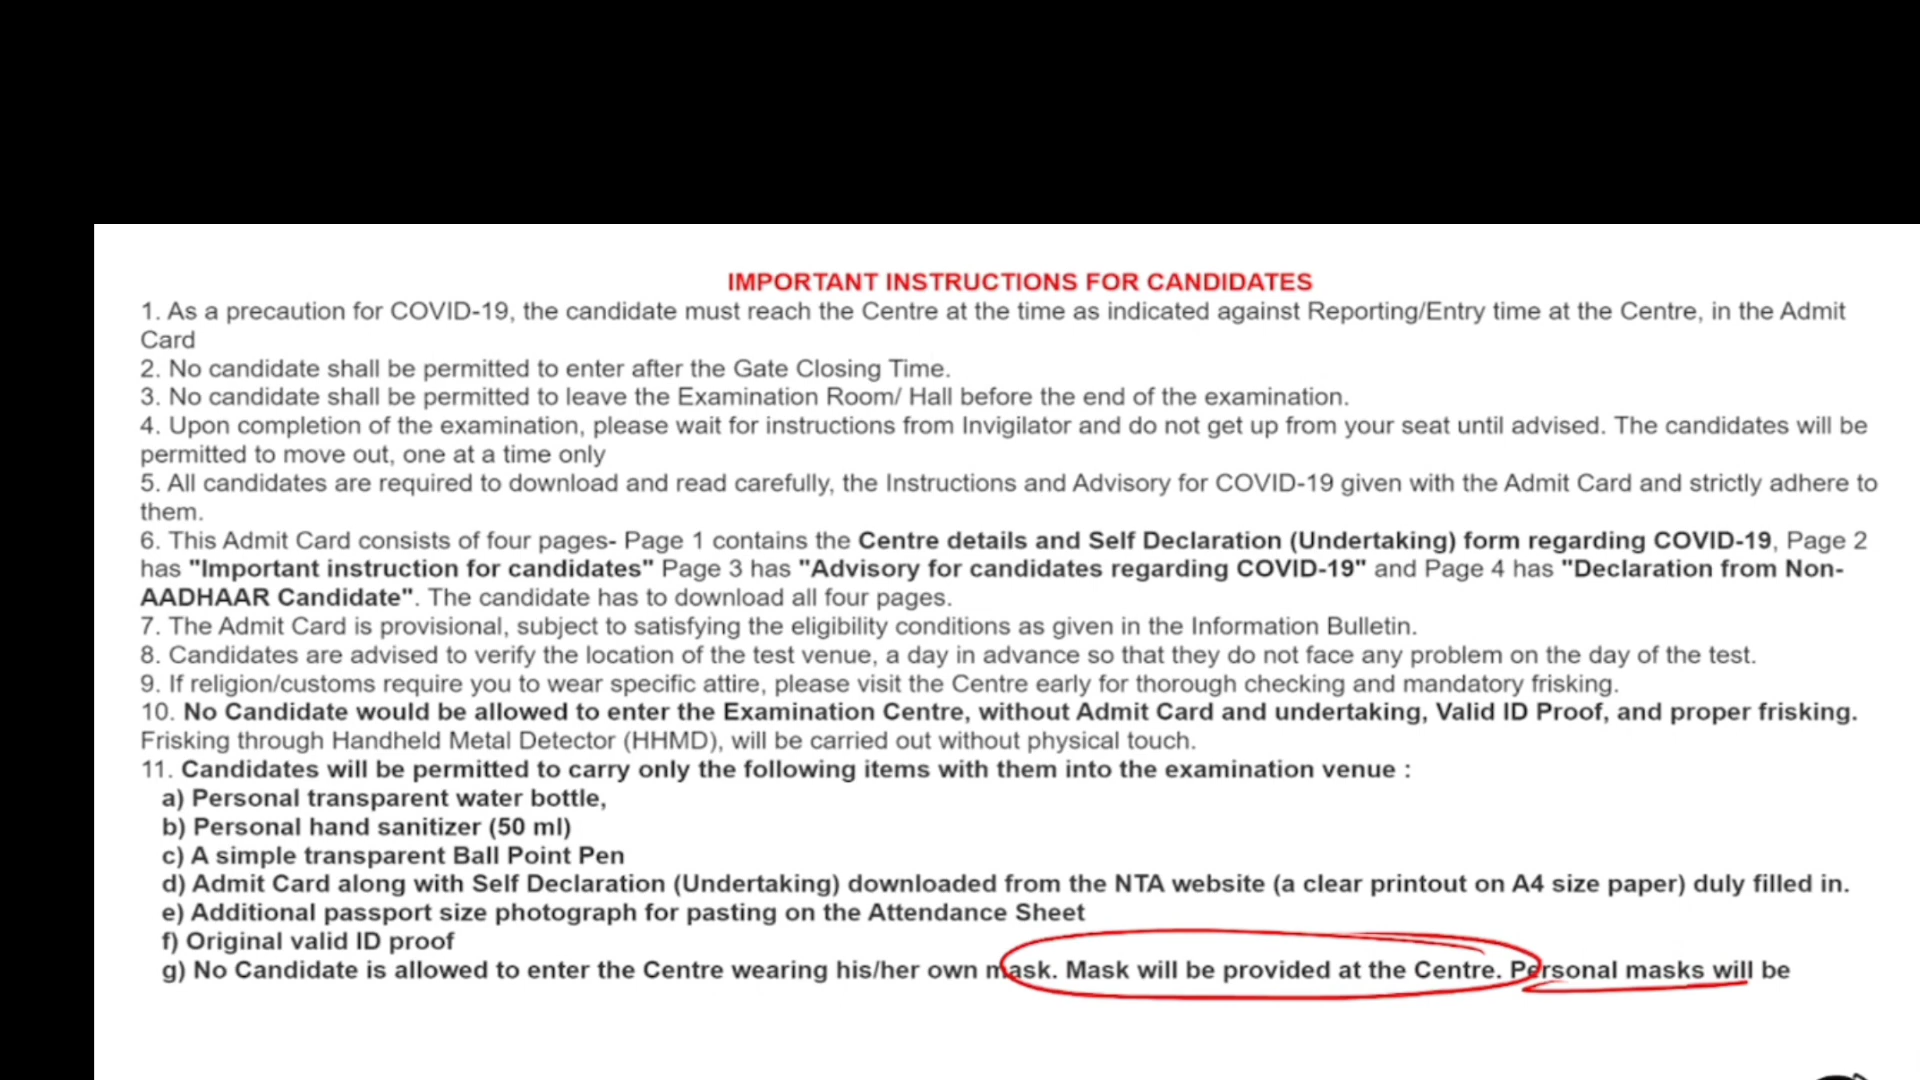 IMPORTANT INSTRUCTIONS FOR CANDIDATES
1. As a precaution for COVID-19, the candidate must reach the Centre at the time as indicated against Reporting/Entry time at the Centre, in the Admit
Card
2. No candidate shall be permitted to enter after the Gate Closing Time.
3. No candidate shall be permitted to leave the Examination Room/ Hall before the end of the examination.
4. Upon completion of the examination, please wait for instructions from Invigilator and do not get up from your seat until advised. The candidates will be
permitted to move out, one at a time only
5. All candidates are required to download and read carefully, the Instructions and Advisory for COVID-19 given with the Admit Card and strictly adhere to
them.
6. This Admit Card consists of four pages- Page 1 contains the Centre details and Self Declaration (Undertaking) form regarding COVID-19, Page 2
has "Important instruction for candidates" Page 3 has "Advisory for candidates regarding COVID-19" and Page 4 has "Declaration from Non-
AADHAAR Candidate". The candidate has to download all four pages.
7. The Admit Card is provisional, subject to satisfying the eligibility conditions as given in the Information Bulletin.
8. Candidates are advised to verify the location of the test venue, a day in advance so that they do not face any problem on the day of the test.
9. If religion/customs require you to wear specific attire, please visit the Centre early for thorough checking and mandatory frisking.
10. No Candidate would be allowed to enter the Examination Centre, without Admit Card and undertaking, Valid ID Proof, and proper frisking.
Frisking through Handheld Metal Detector (HHMD), will be carried out without physical touch.
11. Candidates will be permitted to carry only the following items with them into the examination venue :
a) Personal transparent water bottle,
b) Personal hand sanitizer (50 ml)
c) A simple transparent Ball Point Pen
d) Admit Card along with Self Declaration (Undertaking) downloaded from the NTA website (a clear printout on A4 size paper) duly filled in.
e) Additional passport size photograph for pasting on the Attendance Sheet
f) Original valid ID proof
g) No Candidate is allowed to enter the Centre wearing his/her own mask. Mask will be provided at the Centre. Personal masks will be